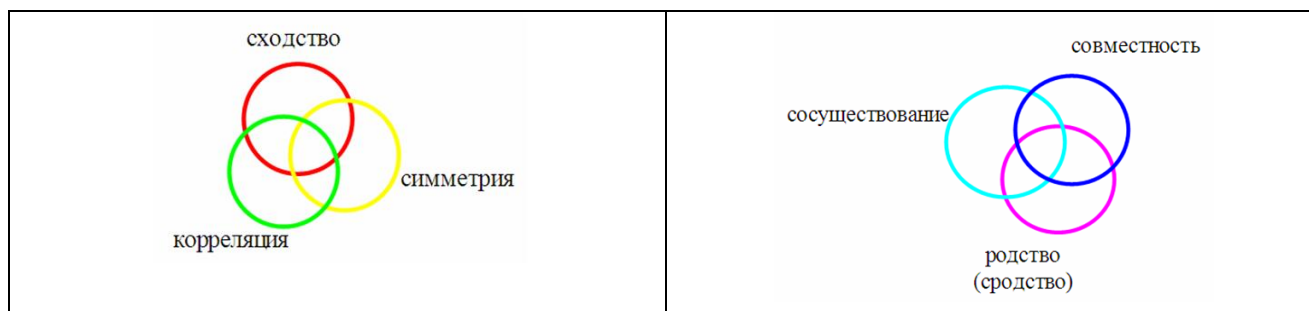 сходство
симметрия
корреляция
совместность
сосуществование
родство
(сродство)